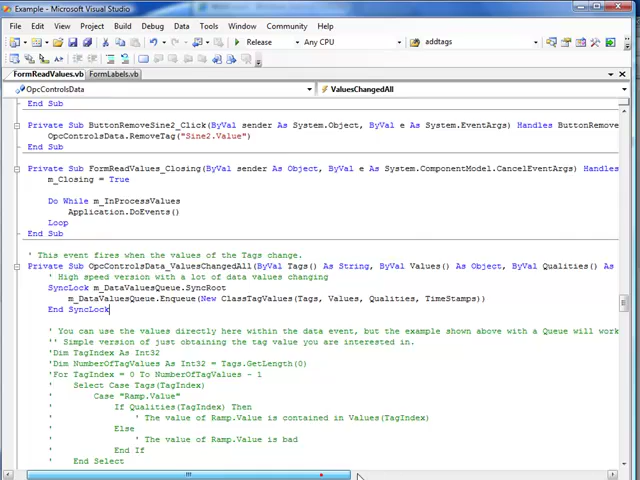 Example - Microsoft Visual Studio
File Edit View Project Build Debug Data Tools Window Community Help
Release Any CPU addtags
FormReadValues.vb FormLabels.vb
OpcControlsData ValuesChangedAll
End Sub
Private Sub ButtonRemoveSine2_Click(ByVal sender As System.Object, ByVal e As System.EventArgs) Handles ButtonRemove
OpcControlsData.RemoveTag("Sine2.Value")
End Sub
Private Sub FormReadValues_Closing(ByVal sender As Object, ByVal e As System.ComponentModel.CancelEventArgs) Handles
m_Closing = True
Do While m_InProcessValues
Application.DoEvents()
Loop
End Sub
' This event fires when the values of the Tags change.
Private Sub OpcControlsData_ValuesChangedAll(ByVal Tags() As String, ByVal Values() As Object, ByVal Qualities() As
' High speed version with a lot of data values changing
SyncLock m_DataValuesQueue.SyncRoot
m_DataValuesQueue.Enqueue(New ClassTagValues(Tags, Values, Qualities, TimeStamps))
End SyncLock
' You can use the values directly here within the data event, but the example shown above with a Queue will work
'' Simple version of just obtaining the tag value you are interested in.
'Dim TagIndex As Int32
'Dim NumberOfTagValues As Int32 = Tags.GetLength(0)
'For TagIndex = 0 To NumberOfTagValues - 1
' Select Case Tags(TagIndex)
' Case "Ramp.Value"
' If Qualities(TagIndex) Then
' ' The value of Ramp.Value is contained in Values(TagIndex)
' Else
' ' The value of Ramp.Value is bad
' End If
' End Select